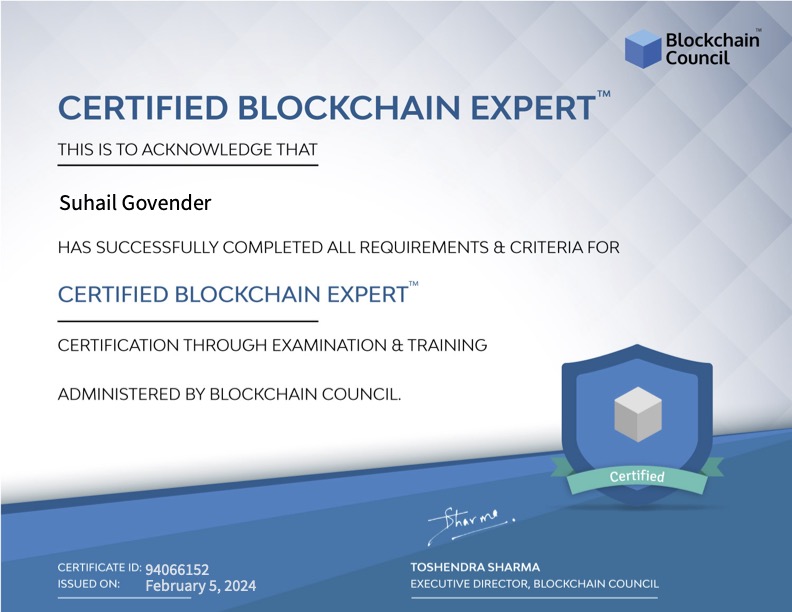 Blockchain™
Council
CERTIFIED BLOCKCHAIN EXPERT™
THIS IS TO ACKNOWLEDGE THAT
Suhail Govender
HAS SUCCESSFULLY COMPLETED ALL REQUIREMENTS & CRITERIA FOR
CERTIFIED BLOCKCHAIN EXPERT™
CERTIFICATION THROUGH EXAMINATION & TRAINING
ADMINISTERED BY BLOCKCHAIN COUNCIL.
Certified
Sharma
CERTIFICATE ID: 94066152
ISSUED ON: February 5, 2024
TOSHENDRA SHARMA
EXECUTIVE DIRECTOR, BLOCKCHAIN COUNCIL